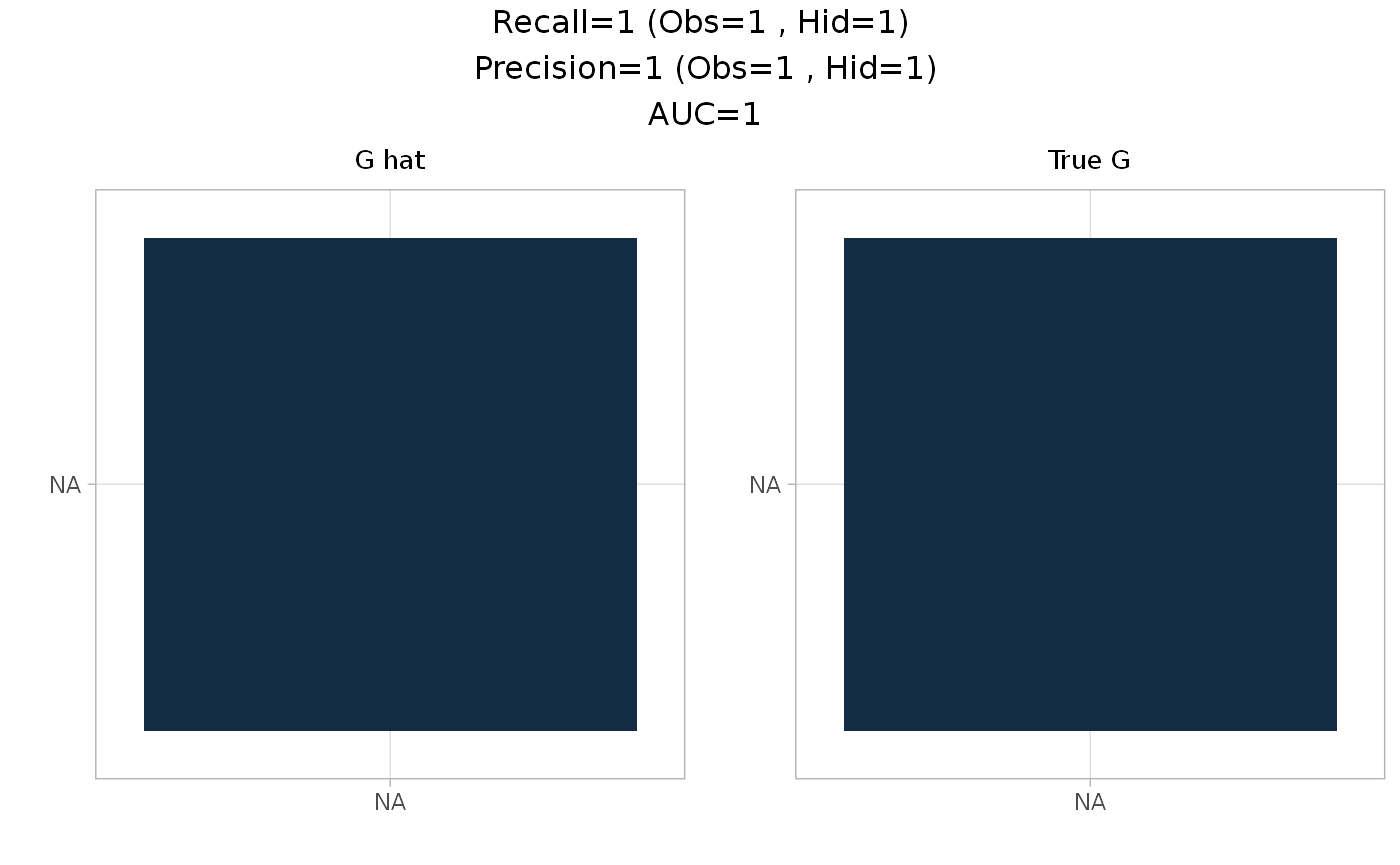 Recall=1 (Obs=1 , Hid=1)
Precision=1 (Obs=1 , Hid=1)
AUC=1
G hat
True G
NA
NA
NA
NA